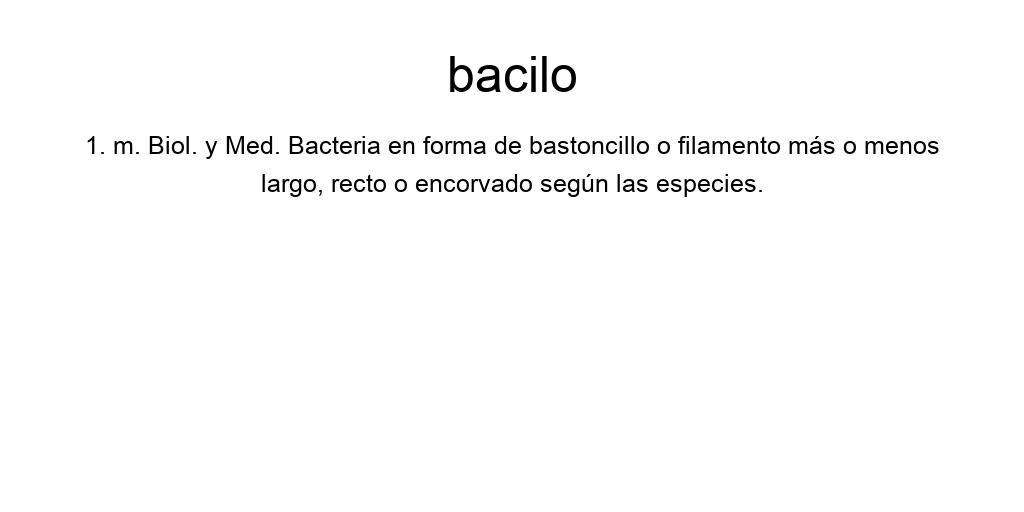 bacilo
1. m. Biol. y Med. Bacteria en forma de bastoncillo o filamento más o menos
largo, recto o encorvado según las especies.